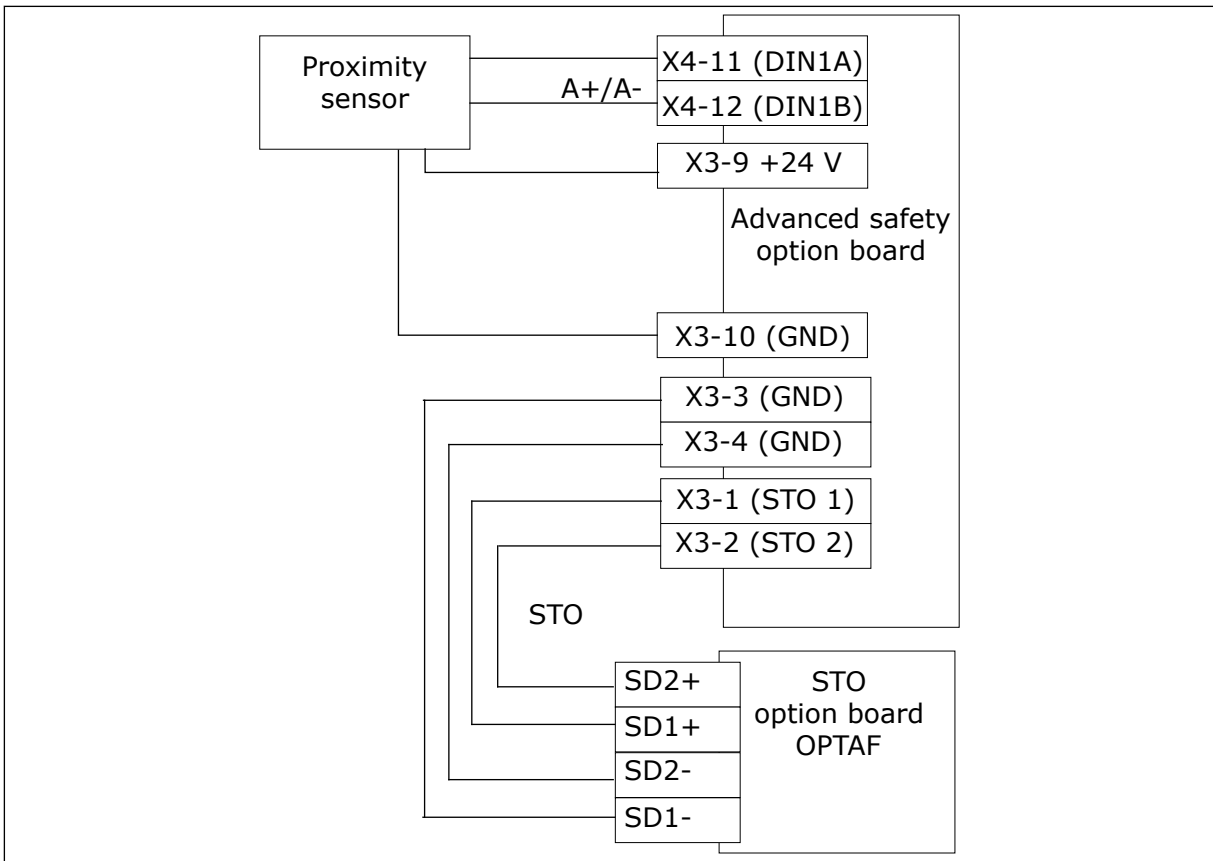 Proximity
sensor
A+/A-
X4-11 (DIN1A)
X4-12 (DIN1B)
X3-9 +24 V
Advanced safety
option board
X3-10 (GND)
X3-3 (GND)
X3-4 (GND)
X3-1 (STO 1)
X3-2 (STO 2)
STO
SD2+
SD1+
SD2-
SD1-
STO
option board
OPTAF